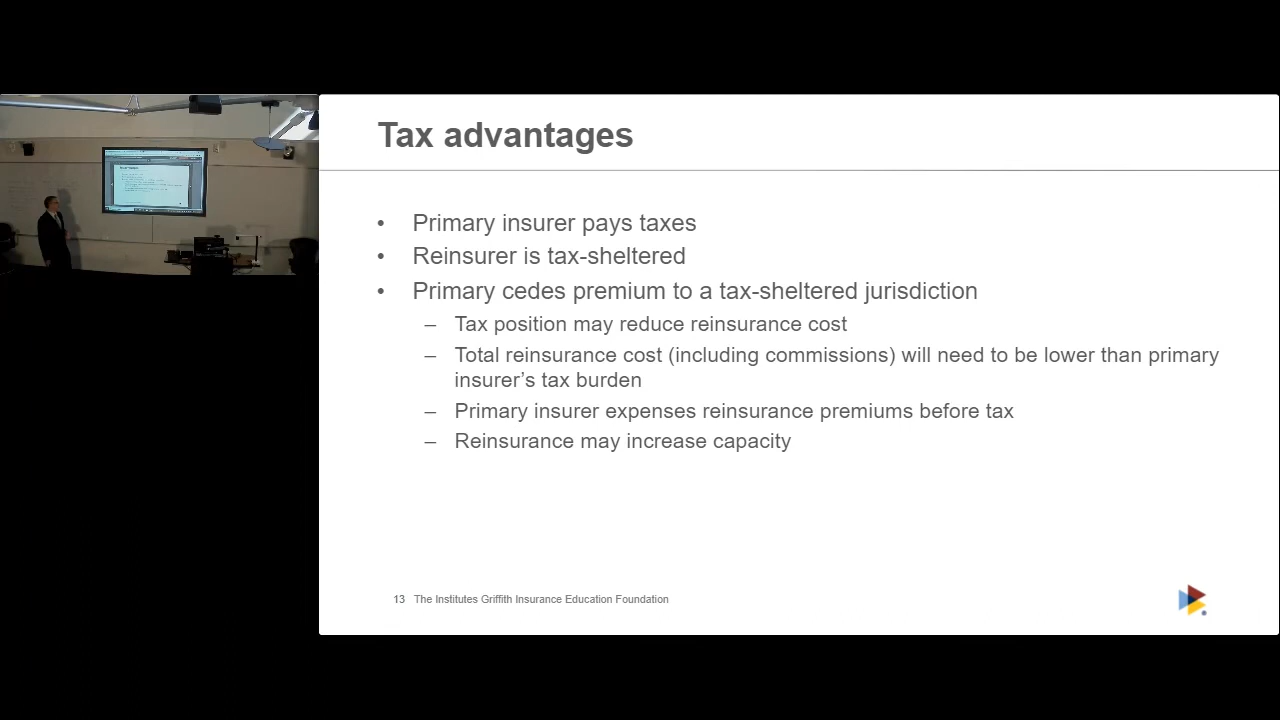 Tax advantages
• Primary insurer pays taxes
• Reinsurer is tax-sheltered
• Primary cedes premium to a tax-sheltered jurisdiction
– Tax position may reduce reinsurance cost
– Total reinsurance cost (including commissions) will need to be lower than primary
insurer’s tax burden
– Primary insurer expenses reinsurance premiums before tax
– Reinsurance may increase capacity
13 The Institutes Griffith Insurance Education Foundation